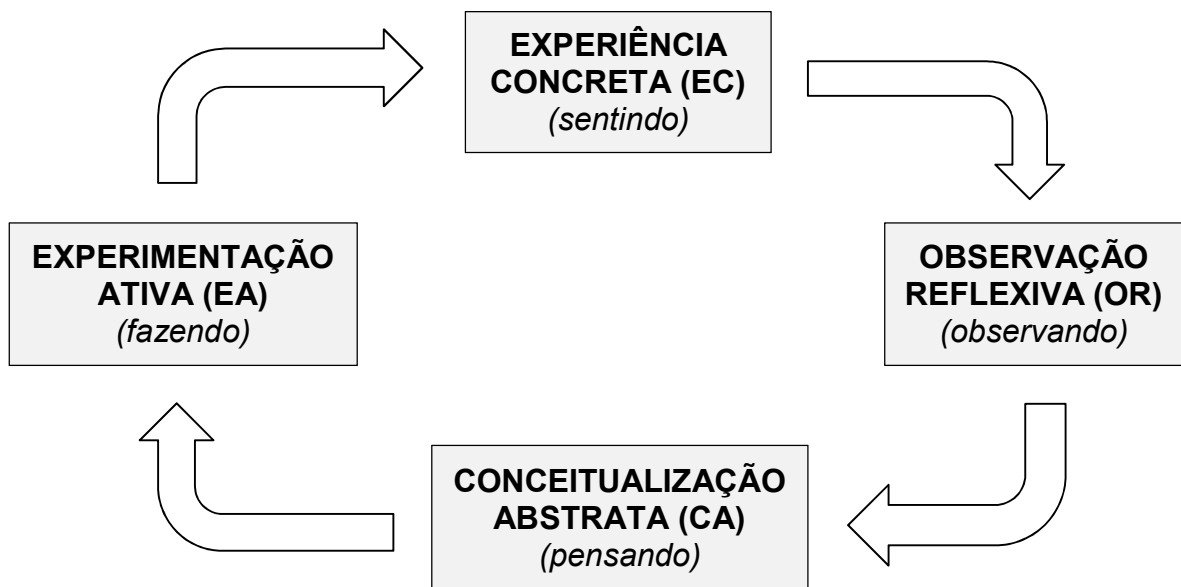 EXPERIÊNCIA
CONCRETA (EC)
(sentindo)
EXPERIMENTAÇÃO
ATIVA (EA)
(fazendo)
OBSERVAÇÃO
REFLEXIVA (OR)
(observando)
CONCEITUALIZAÇÃO
ABSTRATA (CA)
(pensando)